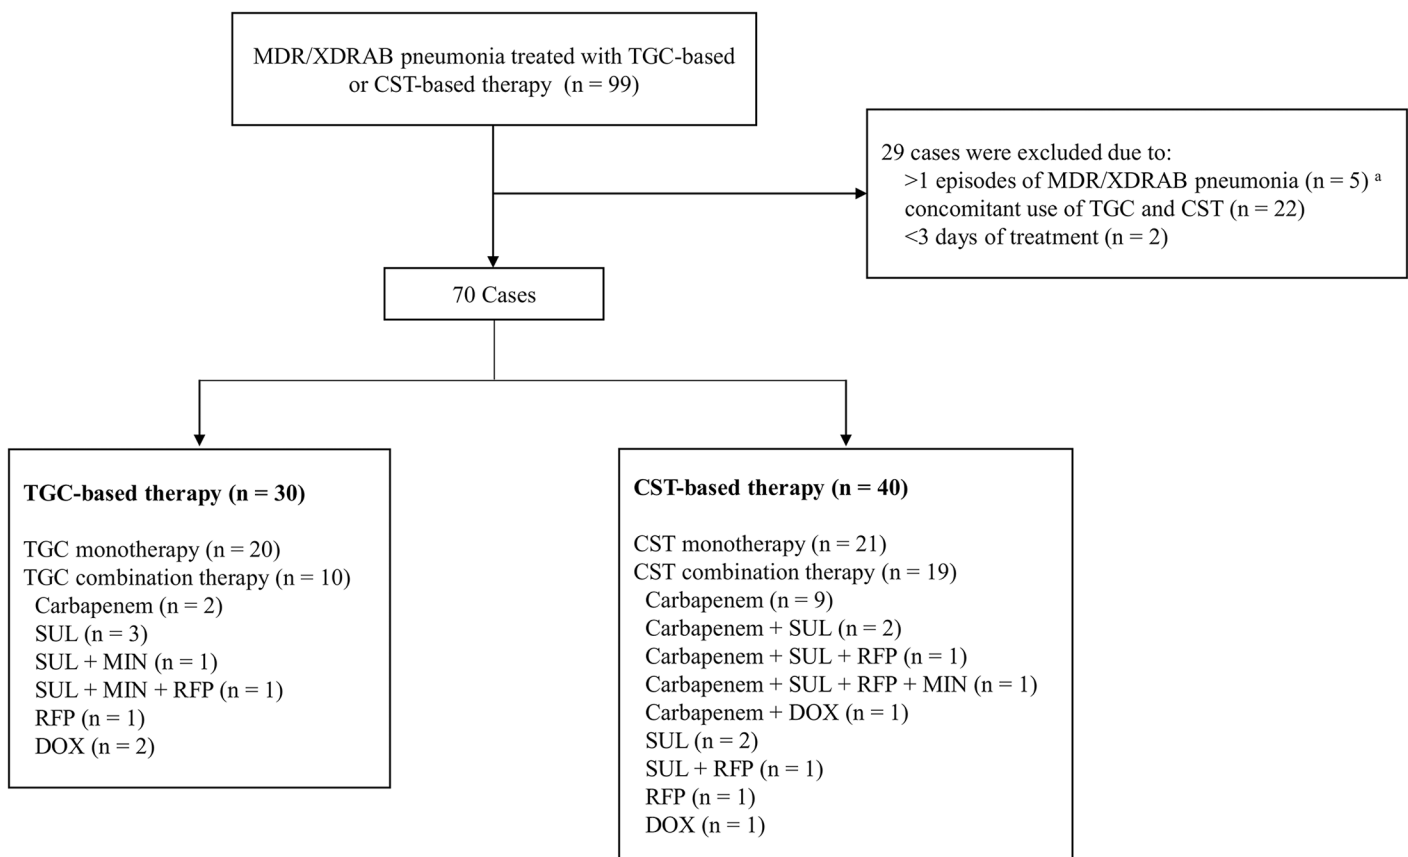 MDR/XDRAB pneumonia treated with TGC-based
or CST-based therapy (n = 99)
29 cases were excluded due to:
>1 episodes of MDR/XDRAB pneumonia (n = 5) a
concomitant use of TGC and CST (n = 22)
<3 days of treatment (n = 2)
70 Cases
TGC-based therapy (n = 30)
TGC monotherapy (n = 20)
TGC combination therapy (n = 10)
Carbapenem (n = 2)
SUL (n = 3)
SUL + MIN (n = 1)
SUL + MIN + RFP (n = 1)
RFP (n = 1)
DOX (n = 2)
CST-based therapy (n = 40)
CST monotherapy (n = 21)
CST combination therapy (n = 19)
Carbapenem (n = 9)
Carbapenem + SUL (n = 2)
Carbapenem + SUL + RFP (n = 1)
Carbapenem + SUL + RFP + MIN (n = 1)
Carbapenem + DOX (n = 1)
SUL (n = 2)
SUL + RFP (n = 1)
RFP (n = 1)
DOX (n = 1)